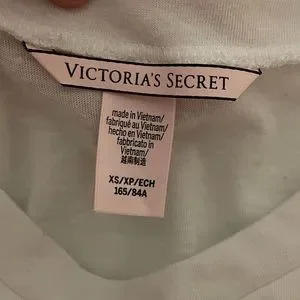 VICTORIA'S SECRET
made in Vietnam/
fabriqué au Vietnam/
hecho en Vietnam/
fabbricato in
Vietnam/
越南制造
XS/XP/ECH
165/84A